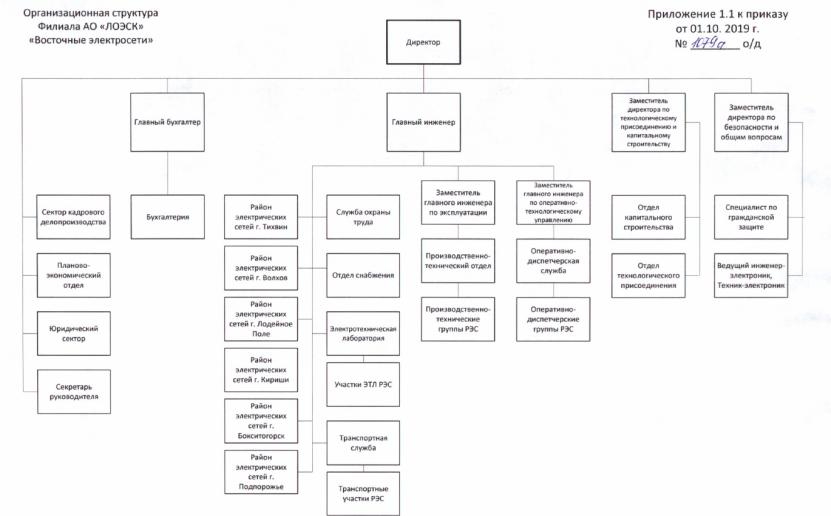 Организационная структура
Филиала АО «ЛОЭСК»
«Восточные электросети»
Приложение 1.1 к приказу
от 01.10. 2019 г.
№ 1079а о/д
Директор
Главный бухгалтер
Главный инженер
Заместитель
директора по
технологическому
присоединению и
капитальному
строительству
Заместитель
директора по
безопасности и
общим вопросам
Сектор кадрового
делопроизводства
Планово-
экономический
отдел
Юридический
сектор
Секретарь
руководителя
Бухгалтерия
Район
электрических
сетей г. Тихвин
Район
электрических
сетей г. Волхов
Район
электрических
сетей г. Лодейное
Поле
Район
электрических
сетей г. Кириши
Район
электрических
сетей г.
Бокситогорск
Район
электрических
сетей г.
Подпорожье
Служба охраны
труда
Отдел снабжения
Электротехническая
лаборатория
Участки ЭТЛ РЭС
Транспортная
служба
Транспортные
участки РЭС
Заместитель
главного инженера
по эксплуатации
Производственно-
технический отдел
Производственно-
технические
группы РЭС
Заместитель
главного инженера
по оперативно-
технологическому
управлению
Оперативно-
диспетчерская
служба
Оперативно-
диспетчерские
группы РЭС
Отдел
капитального
строительства
Отдел
технологического
присоединения
Специалист по
гражданской
защите
Ведущий инженер-
электроник,
Техник-электроник